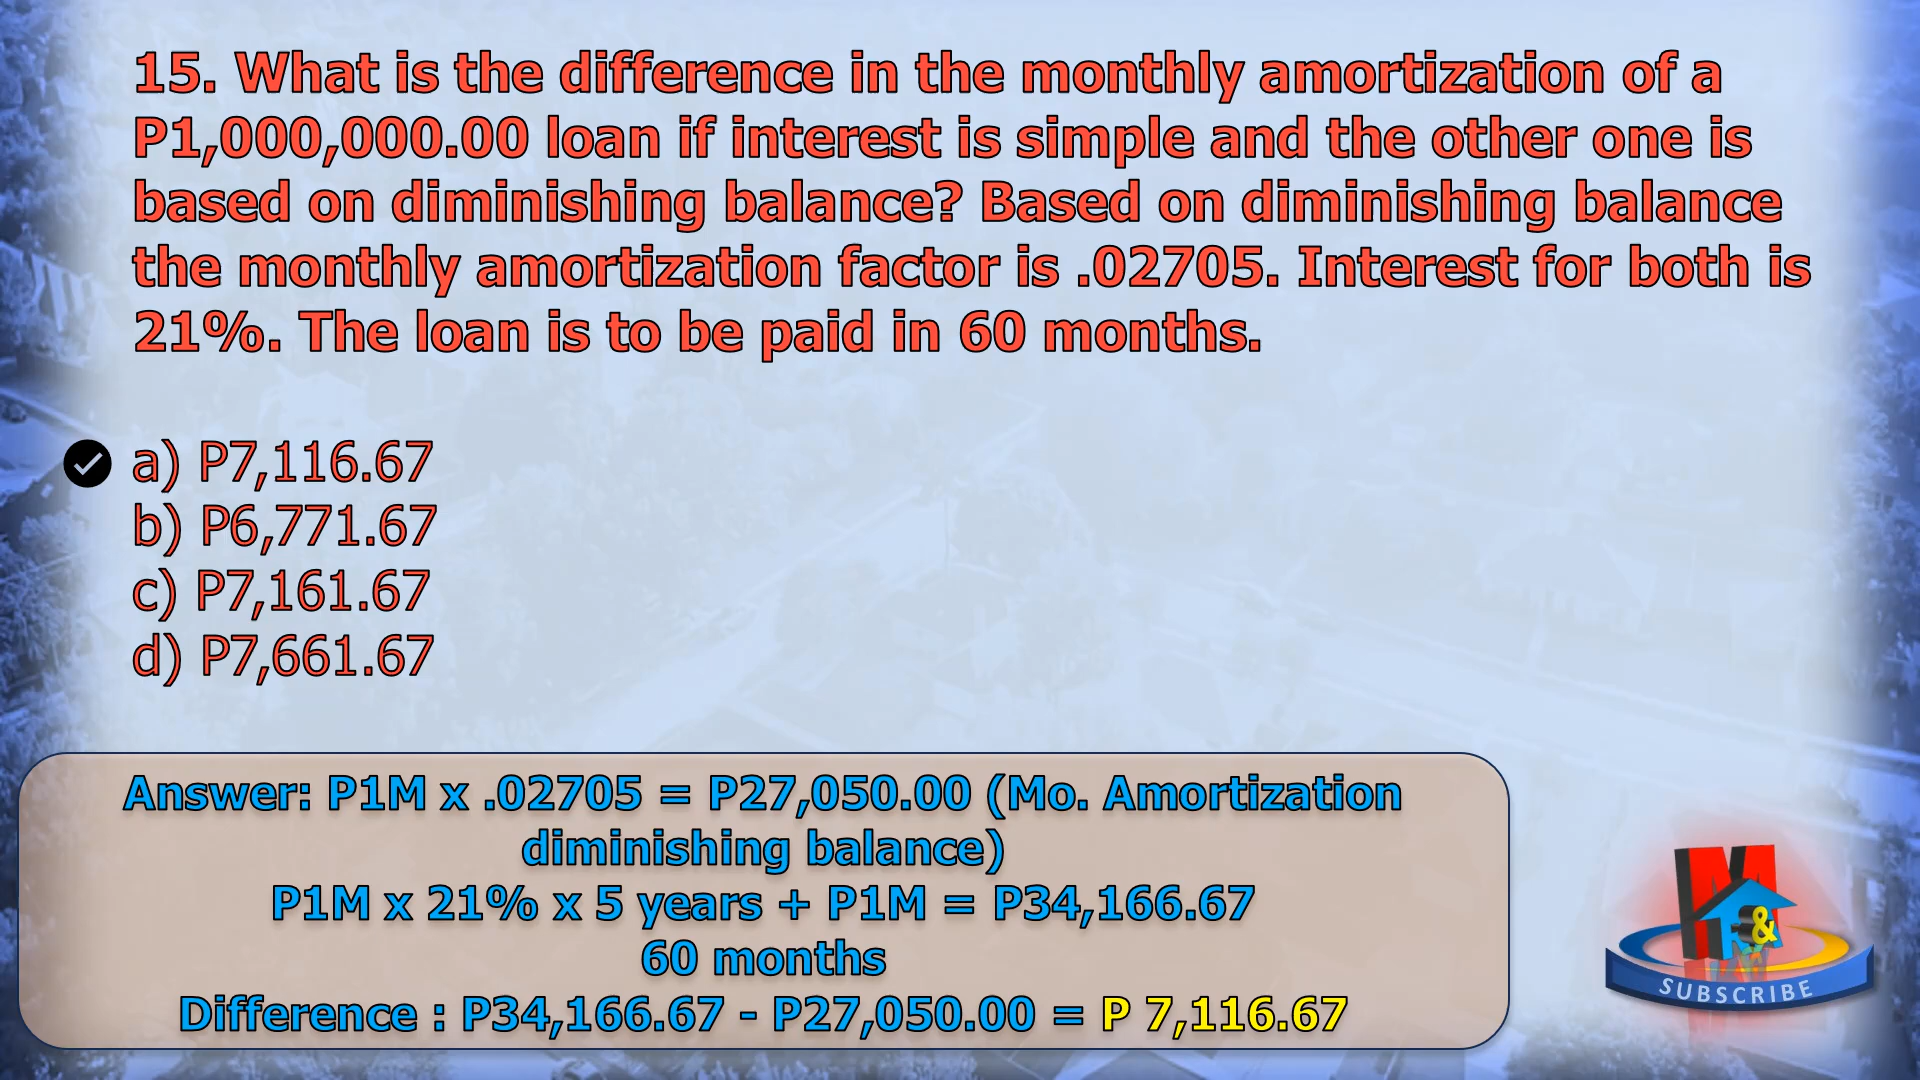 15. What is the difference in the monthly amortization of a
P1,000,000.00 loan if interest is simple and the other one is
based on diminishing balance? Based on diminishing balance
the monthly amortization factor is .02705. Interest for both is
21%. The loan is to be paid in 60 months.
a) P7,116.67
b) P6,771.67
c) P7,161.67
d) P7,661.67
Answer: P1M x .02705 = P27,050.00 (Mo. Amortization
diminishing balance)
P1M x 21% x 5 years + P1M = P34,166.67
60 months
Difference : P34,166.67 - P27,050.00 = P 7,116.67
&
SUBSCRIBE